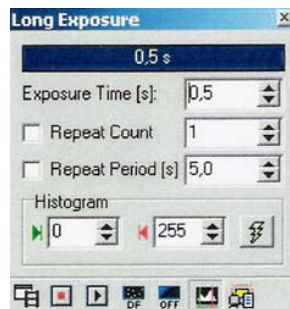 Long Exposure
0,5 s
Exposure Time [s]: 0,5
Repeat Count 1
Repeat Period [s] 5,0
Histogram
0 255
DF OFF